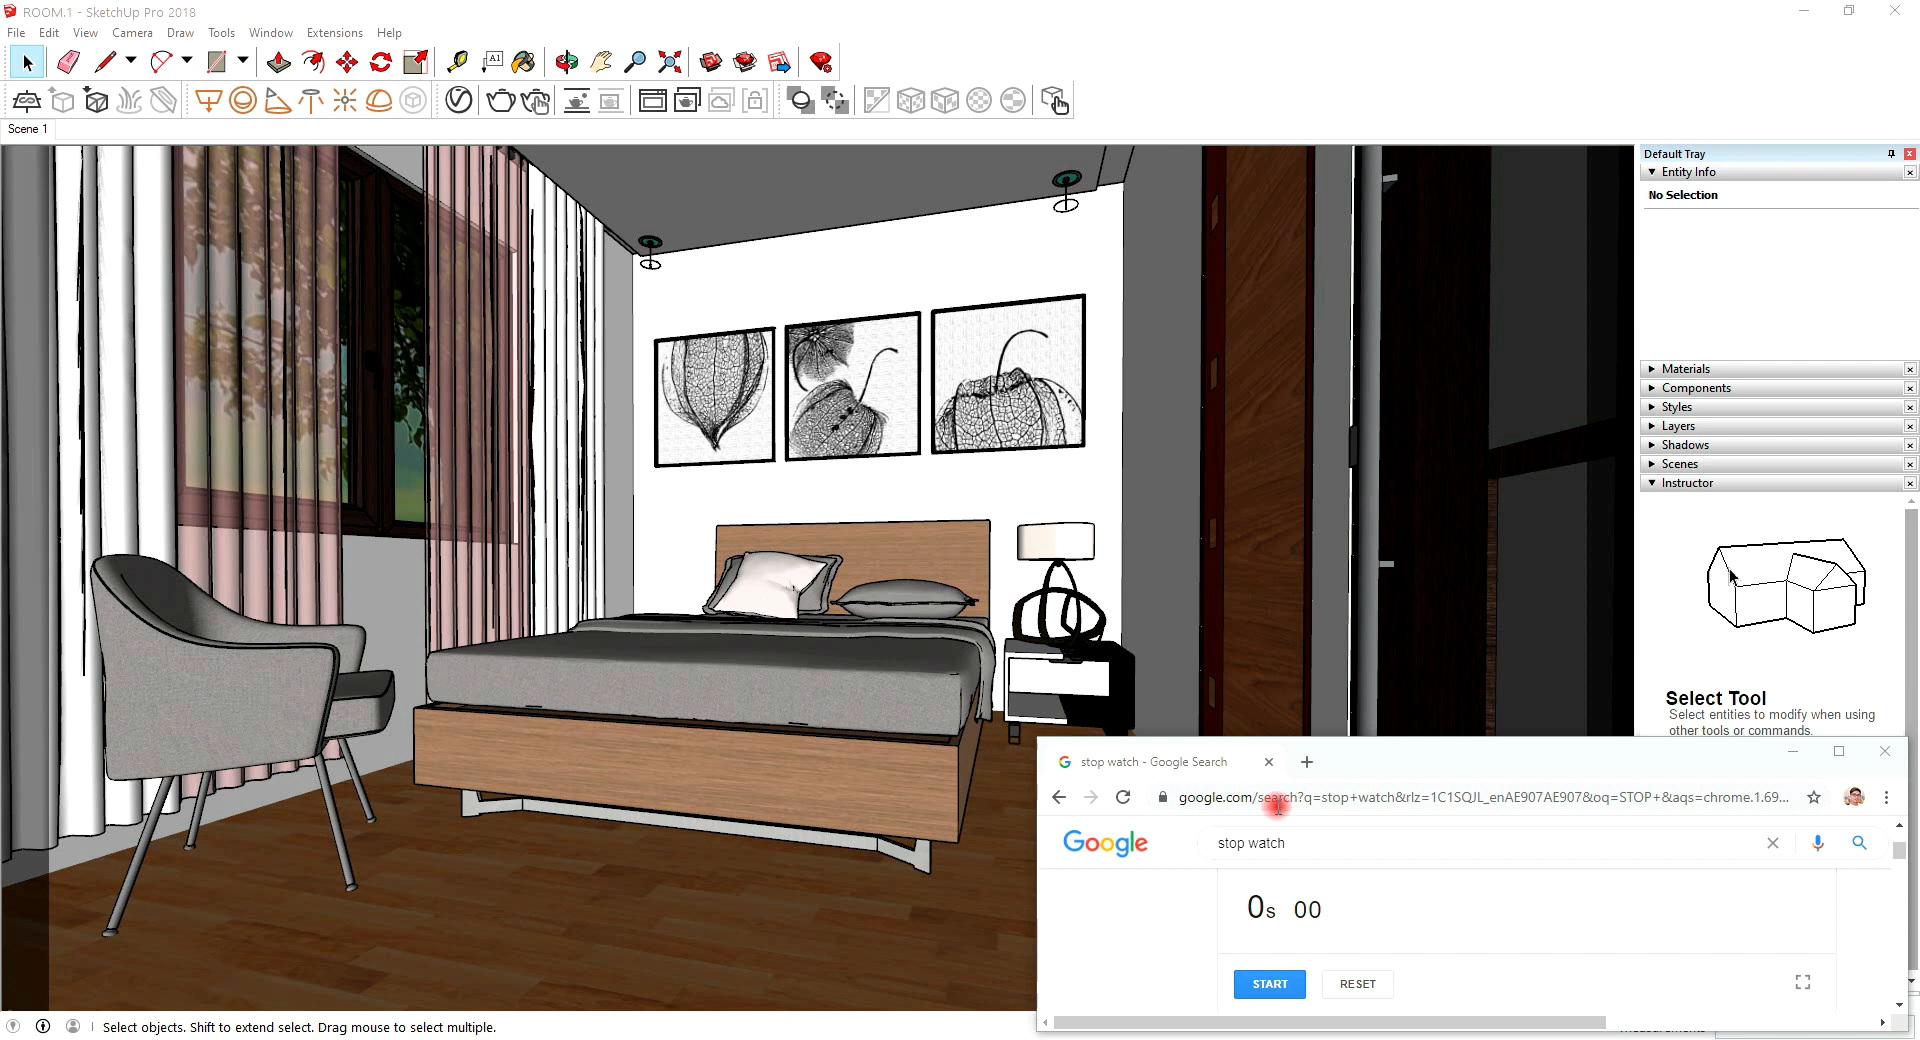 ROOM.1 - SketchUp Pro 2018
File Edit View Camera Draw Tools Window Extensions Help
A1
Scene 1
Default Tray
Entity Info
No Selection
Materials
Components
Styles
Layers
Shadows
Scenes
Instructor
Select Tool
Select entities to modify when using
other tools or commands.
stop watch - Google Search
google.com/search?q=stop+watch&rlz=1C1SQJL_enAE907AE907&oq=STOP+&aqs=chrome.1.69...
Google
stop watch
0s 00
START RESET
Select objects. Shift to extend select. Drag mouse to select multiple.